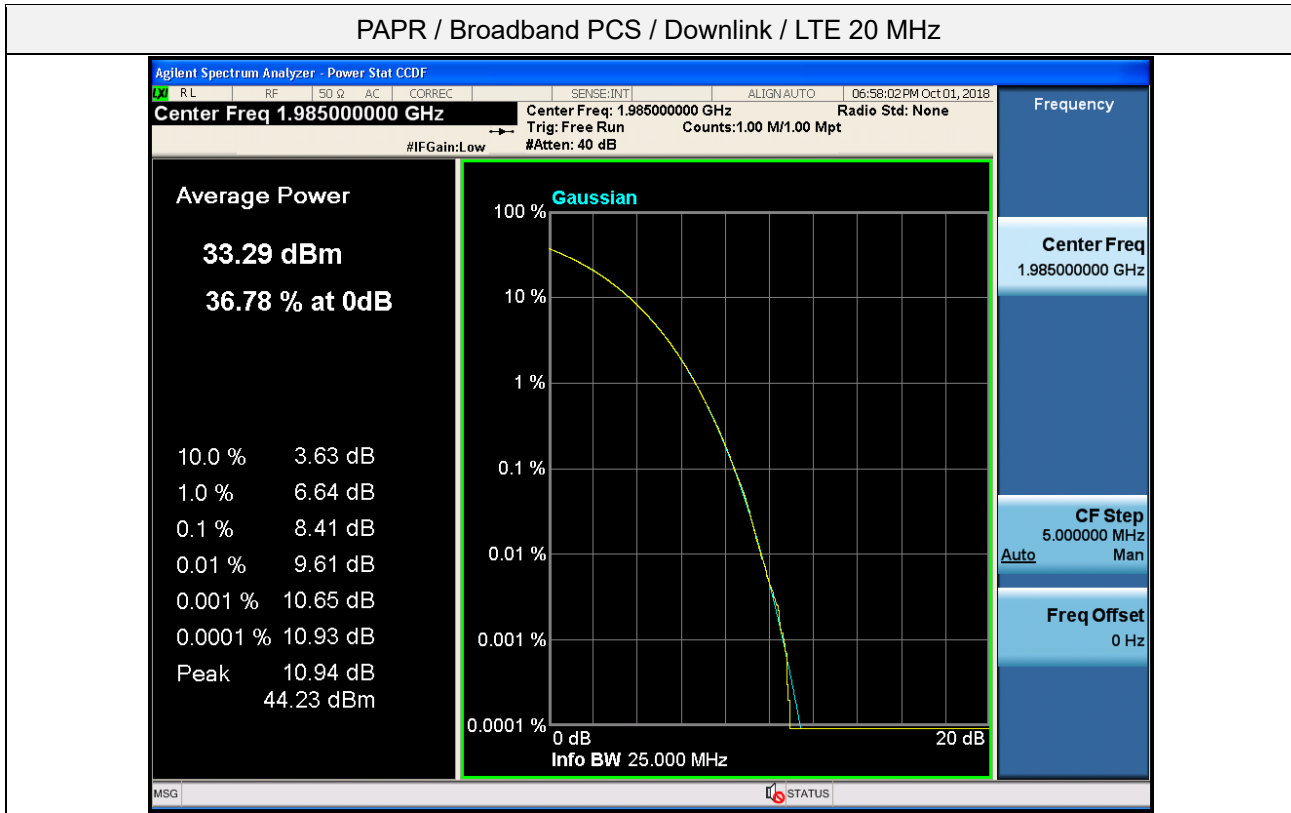 PAPR / Broadband PCS / Downlink / LTE 20 MHz
Agilent Spectrum Analyzer - Power Stat CCDF
LXI RL RF 50 Ω AC CORREC SENSE:INT ALIGN AUTO 06:58:02 PM Oct 01, 2018
Center Freq 1.985000000 GHz
Center Freq: 1.985000000 GHz Radio Std: None
Trig: Free Run Counts:1.00 M/1.00 Mpt
#IFGain:Low #Atten: 40 dB
Average Power
33.29 dBm
36.78 % at 0dB
10.0 % 3.63 dB
1.0 % 6.64 dB
0.1 % 8.41 dB
0.01 % 9.61 dB
0.001 % 10.65 dB
0.0001 % 10.93 dB
Peak 10.94 dB
44.23 dBm
Gaussian
100 %
10 %
1 %
0.1 %
0.01 %
0.001 %
0.0001 %
0 dB 20 dB
Info BW 25.000 MHz
Frequency
Center Freq
1.985000000 GHz
CF Step
5.000000 MHz
Auto Man
Freq Offset
0 Hz
MSG STATUS